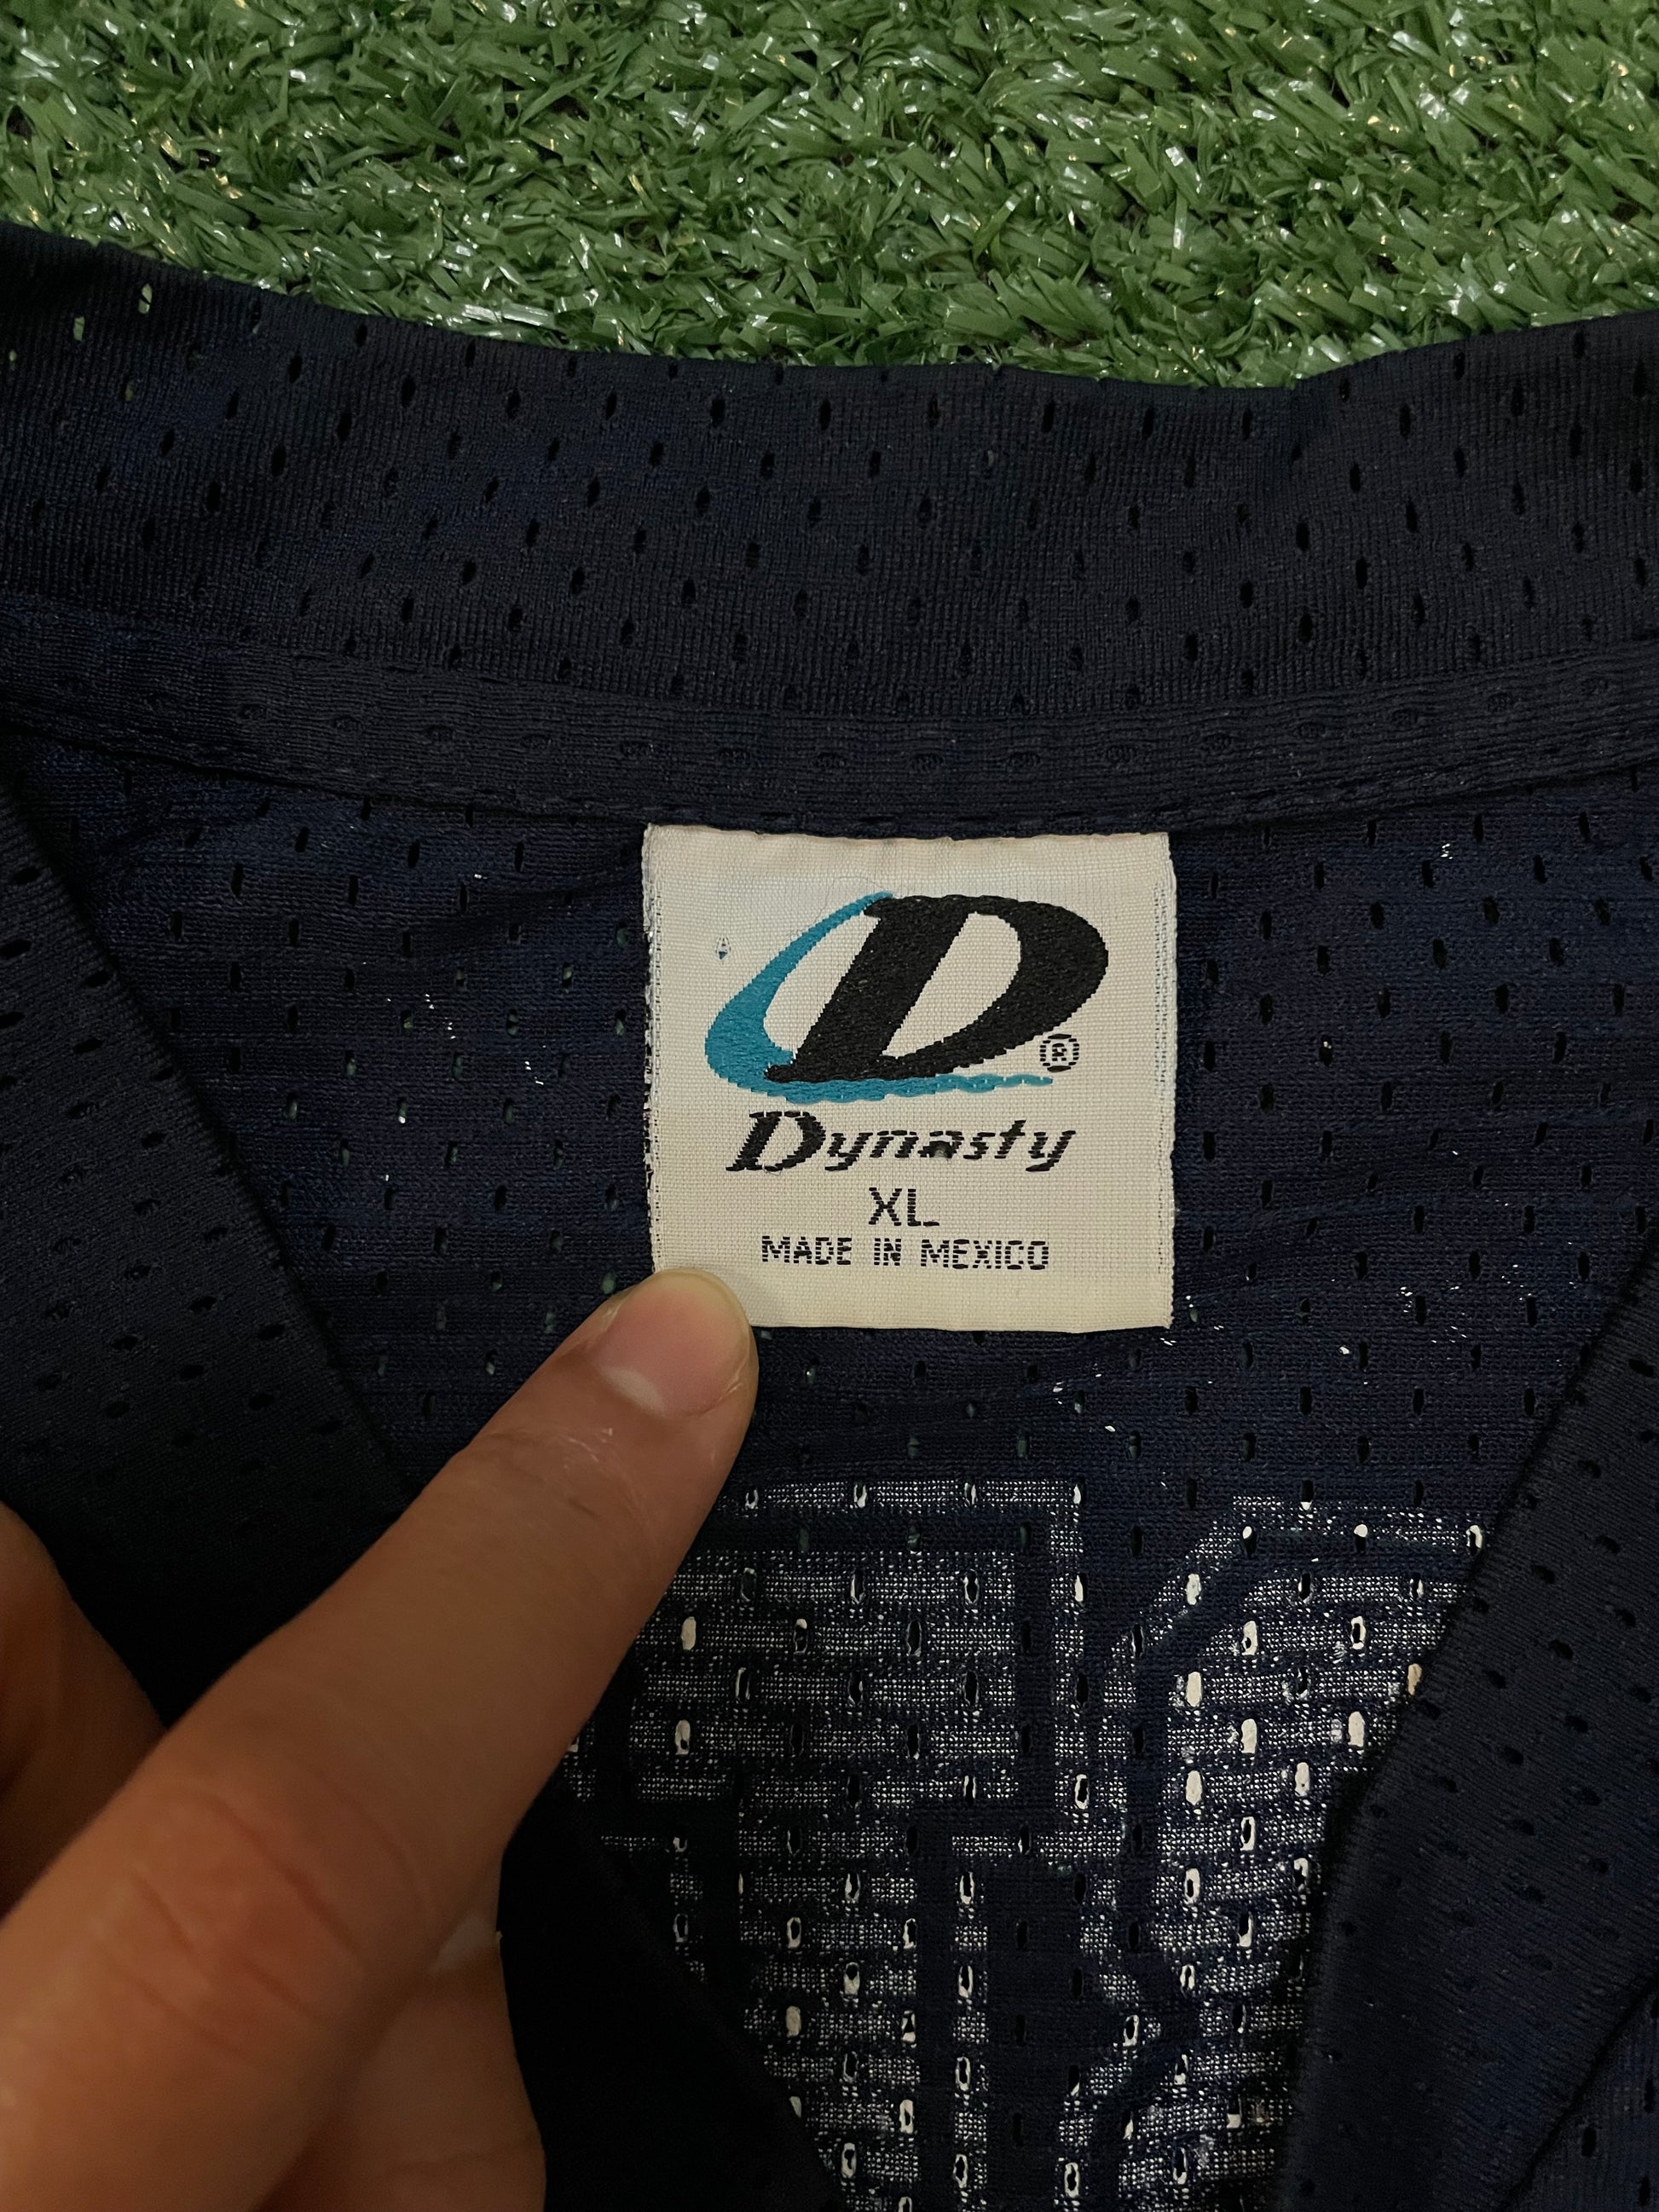 D®
Dynasty
XL
MADE IN MEXICO